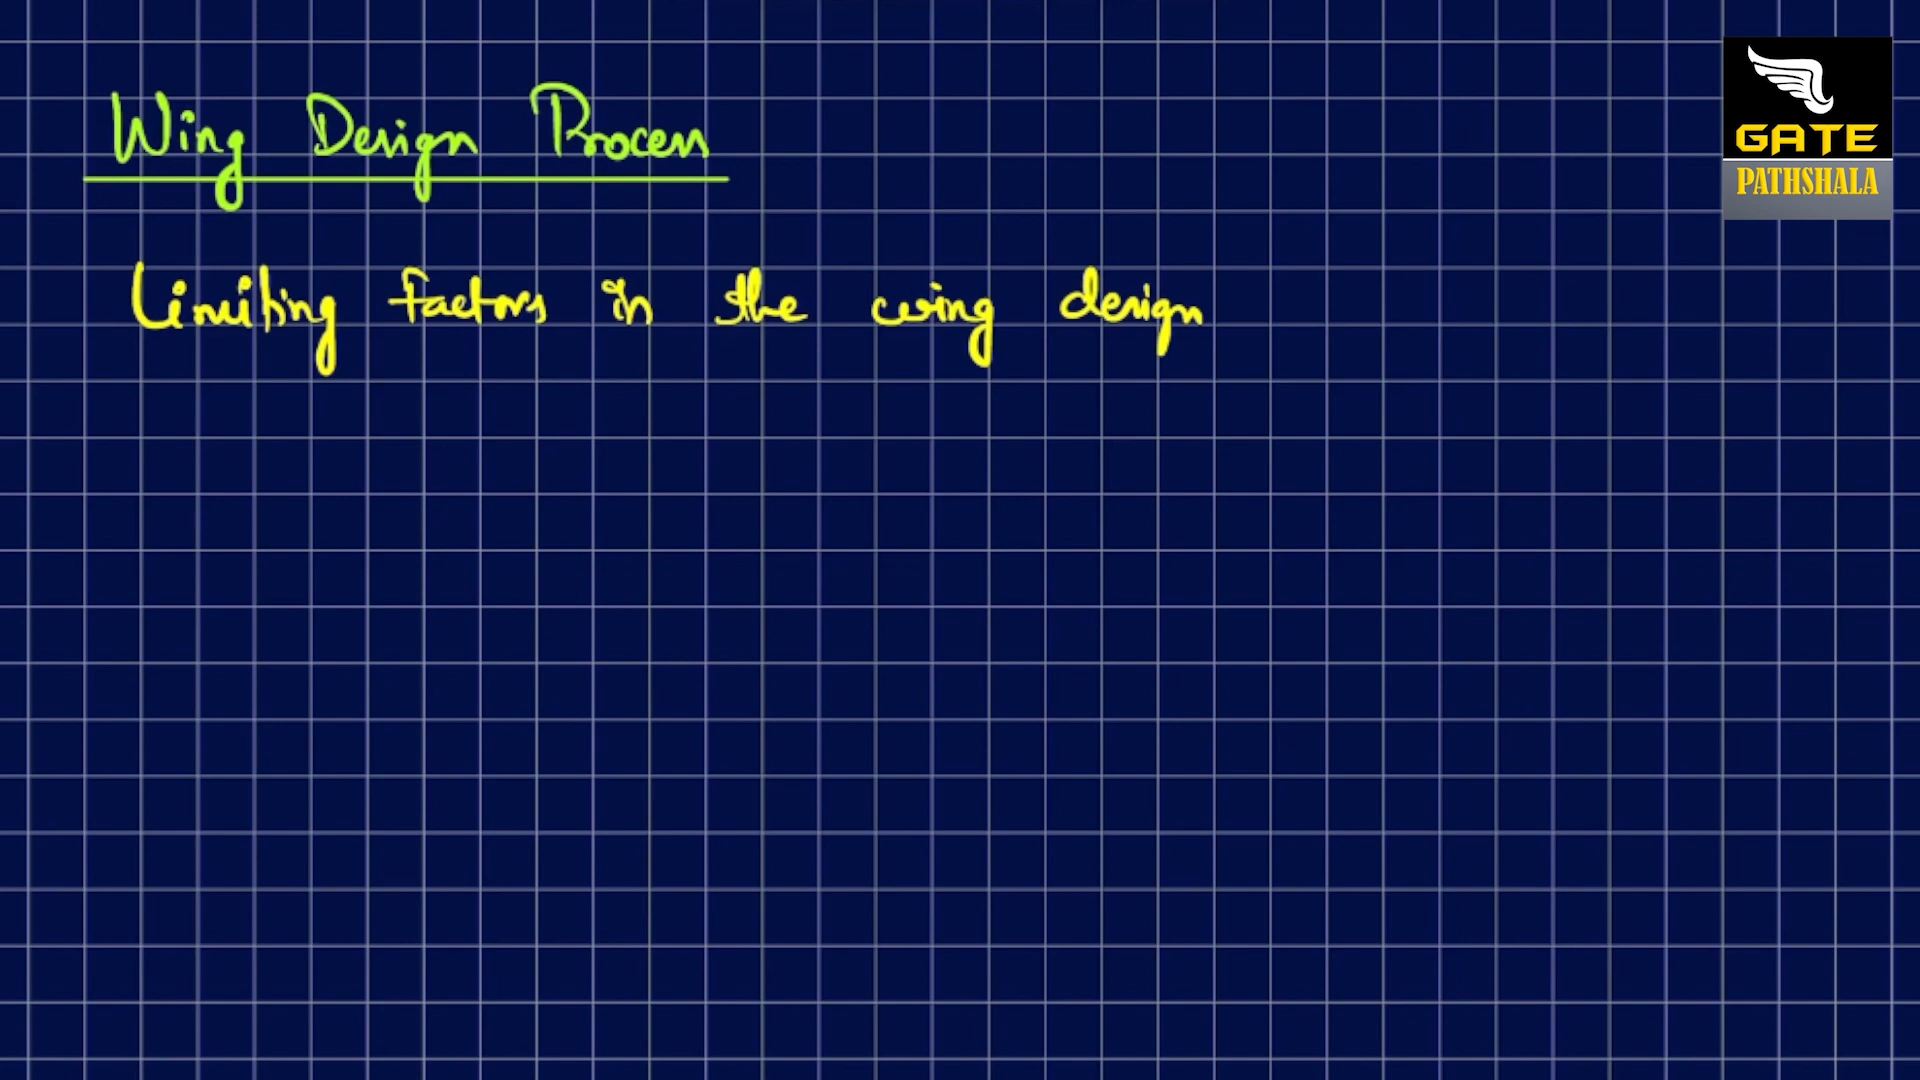 Wing Design Process
Limiting factors in the wing design
GATE
PATHSHALA